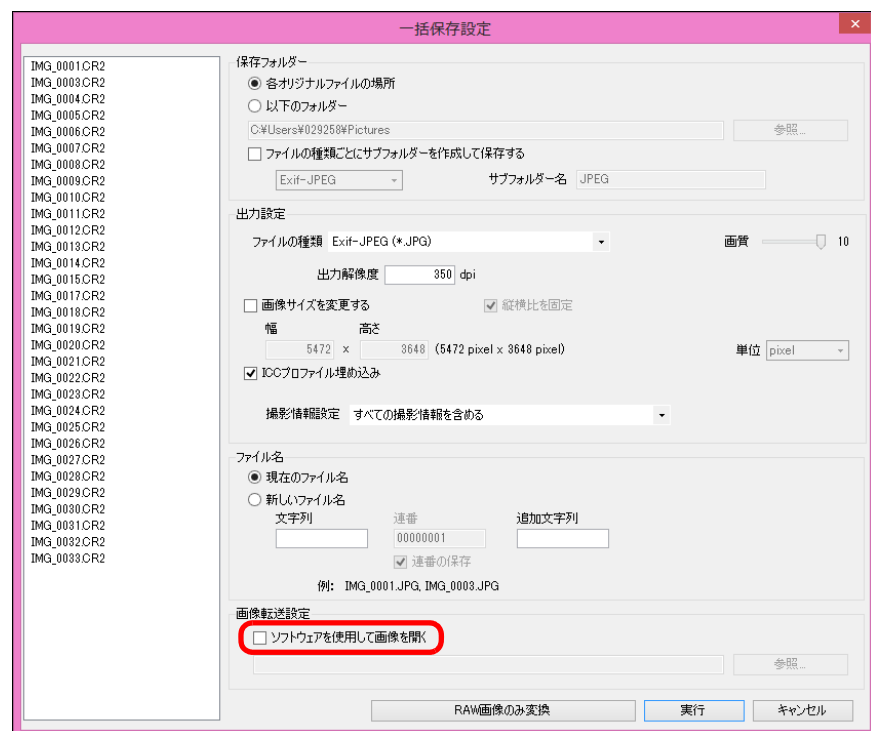 一括保存設定
IMG_0001.CR2
IMG_0003.CR2
IMG_0004.CR2
IMG_0005.CR2
IMG_0006.CR2
IMG_0007.CR2
IMG_0008.CR2
IMG_0009.CR2
IMG_0010.CR2
IMG_0011.CR2
IMG_0012.CR2
IMG_0013.CR2
IMG_0014.CR2
IMG_0015.CR2
IMG_0017.CR2
IMG_0018.CR2
IMG_0019.CR2
IMG_0020.CR2
IMG_0021.CR2
IMG_0022.CR2
IMG_0023.CR2
IMG_0024.CR2
IMG_0025.CR2
IMG_0026.CR2
IMG_0027.CR2
IMG_0028.CR2
IMG_0029.CR2
IMG_0030.CR2
IMG_0031.CR2
IMG_0032.CR2
IMG_0033.CR2
保存フォルダー
各オリジナルファイルの場所
以下のフォルダー
C:¥Users¥029258¥Pictures 参照...
ファイルの種類ごとにサブフォルダーを作成して保存する
Exif-JPEG サブフォルダー名 JPEG
出力設定
ファイルの種類 Exif-JPEG (*.JPG) 画質 10
出力解像度 350 dpi
画像サイズを変更する 縦横比を固定
幅 高さ
5472 x 3648 (5472 pixel x 3648 pixel) 単位 pixel
ICCプロファイル埋め込み
撮影情報設定 すべての撮影情報を含める
ファイル名
現在のファイル名
新しいファイル名
文字列 連番 追加文字列
00000001
連番の保存
例: IMG_0001.JPG, IMG_0003.JPG
画像転送設定
ソフトウェアを使用して画像を開く
参照...
RAW画像のみ変換 実行 キャンセル